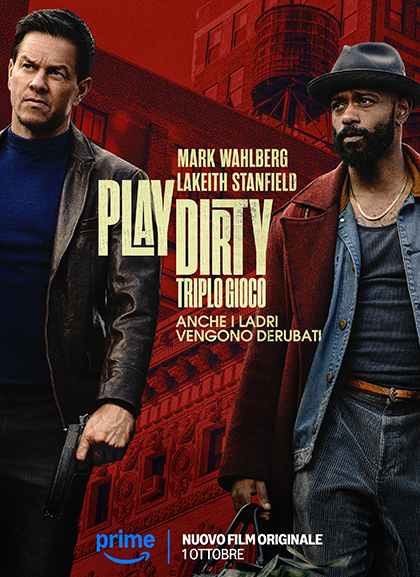 MARK WAHLBERG
LAKEITH STANFIELD
PLAY DIRTY
TRIPLO GIOCO
ANCHE I LADRI
VENGONO DERUBATI
prime
NUOVO FILM ORIGINALE
1 OTTOBRE